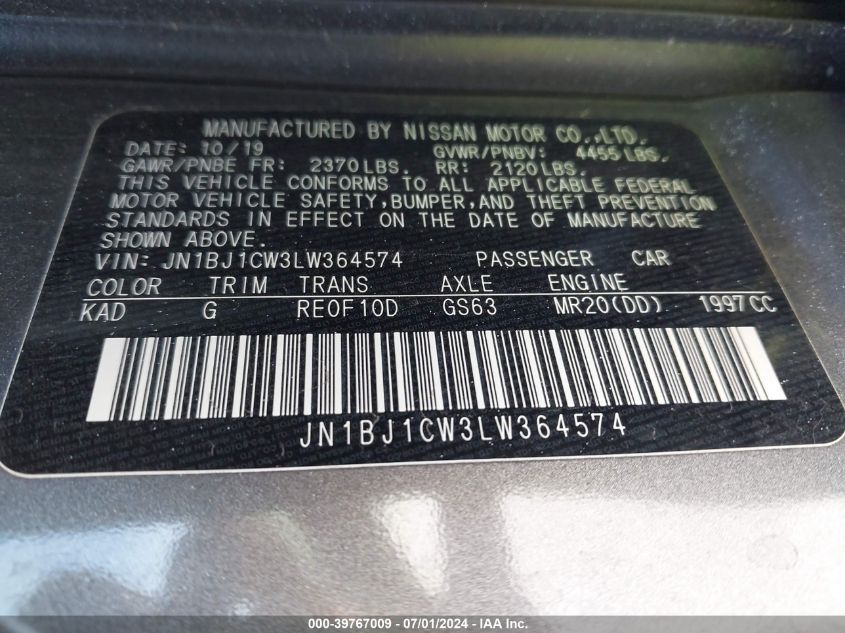 MANUFACTURED BY NISSAN MOTOR CO.,LTD.
DATE: 10/19 GVWR/PNBV: 4455 LBS.
GAWR/PNBE FR: 2370 LBS. RR: 2120 LBS.
THIS VEHICLE CONFORMS TO ALL APPLICABLE FEDERAL
MOTOR VEHICLE SAFETY,BUMPER,AND THEFT PREVENTION
STANDARDS IN EFFECT ON THE DATE OF MANUFACTURE
SHOWN ABOVE.
VIN: JN1BJ1CW3LW364574 PASSENGER CAR
COLOR TRIM TRANS AXLE ENGINE
KAD G RE0F10D GS63 MR20(DD) 1997CC
JN1BJ1CW3LW364574
000-39767009 - 07/01/2024 - IAA Inc.